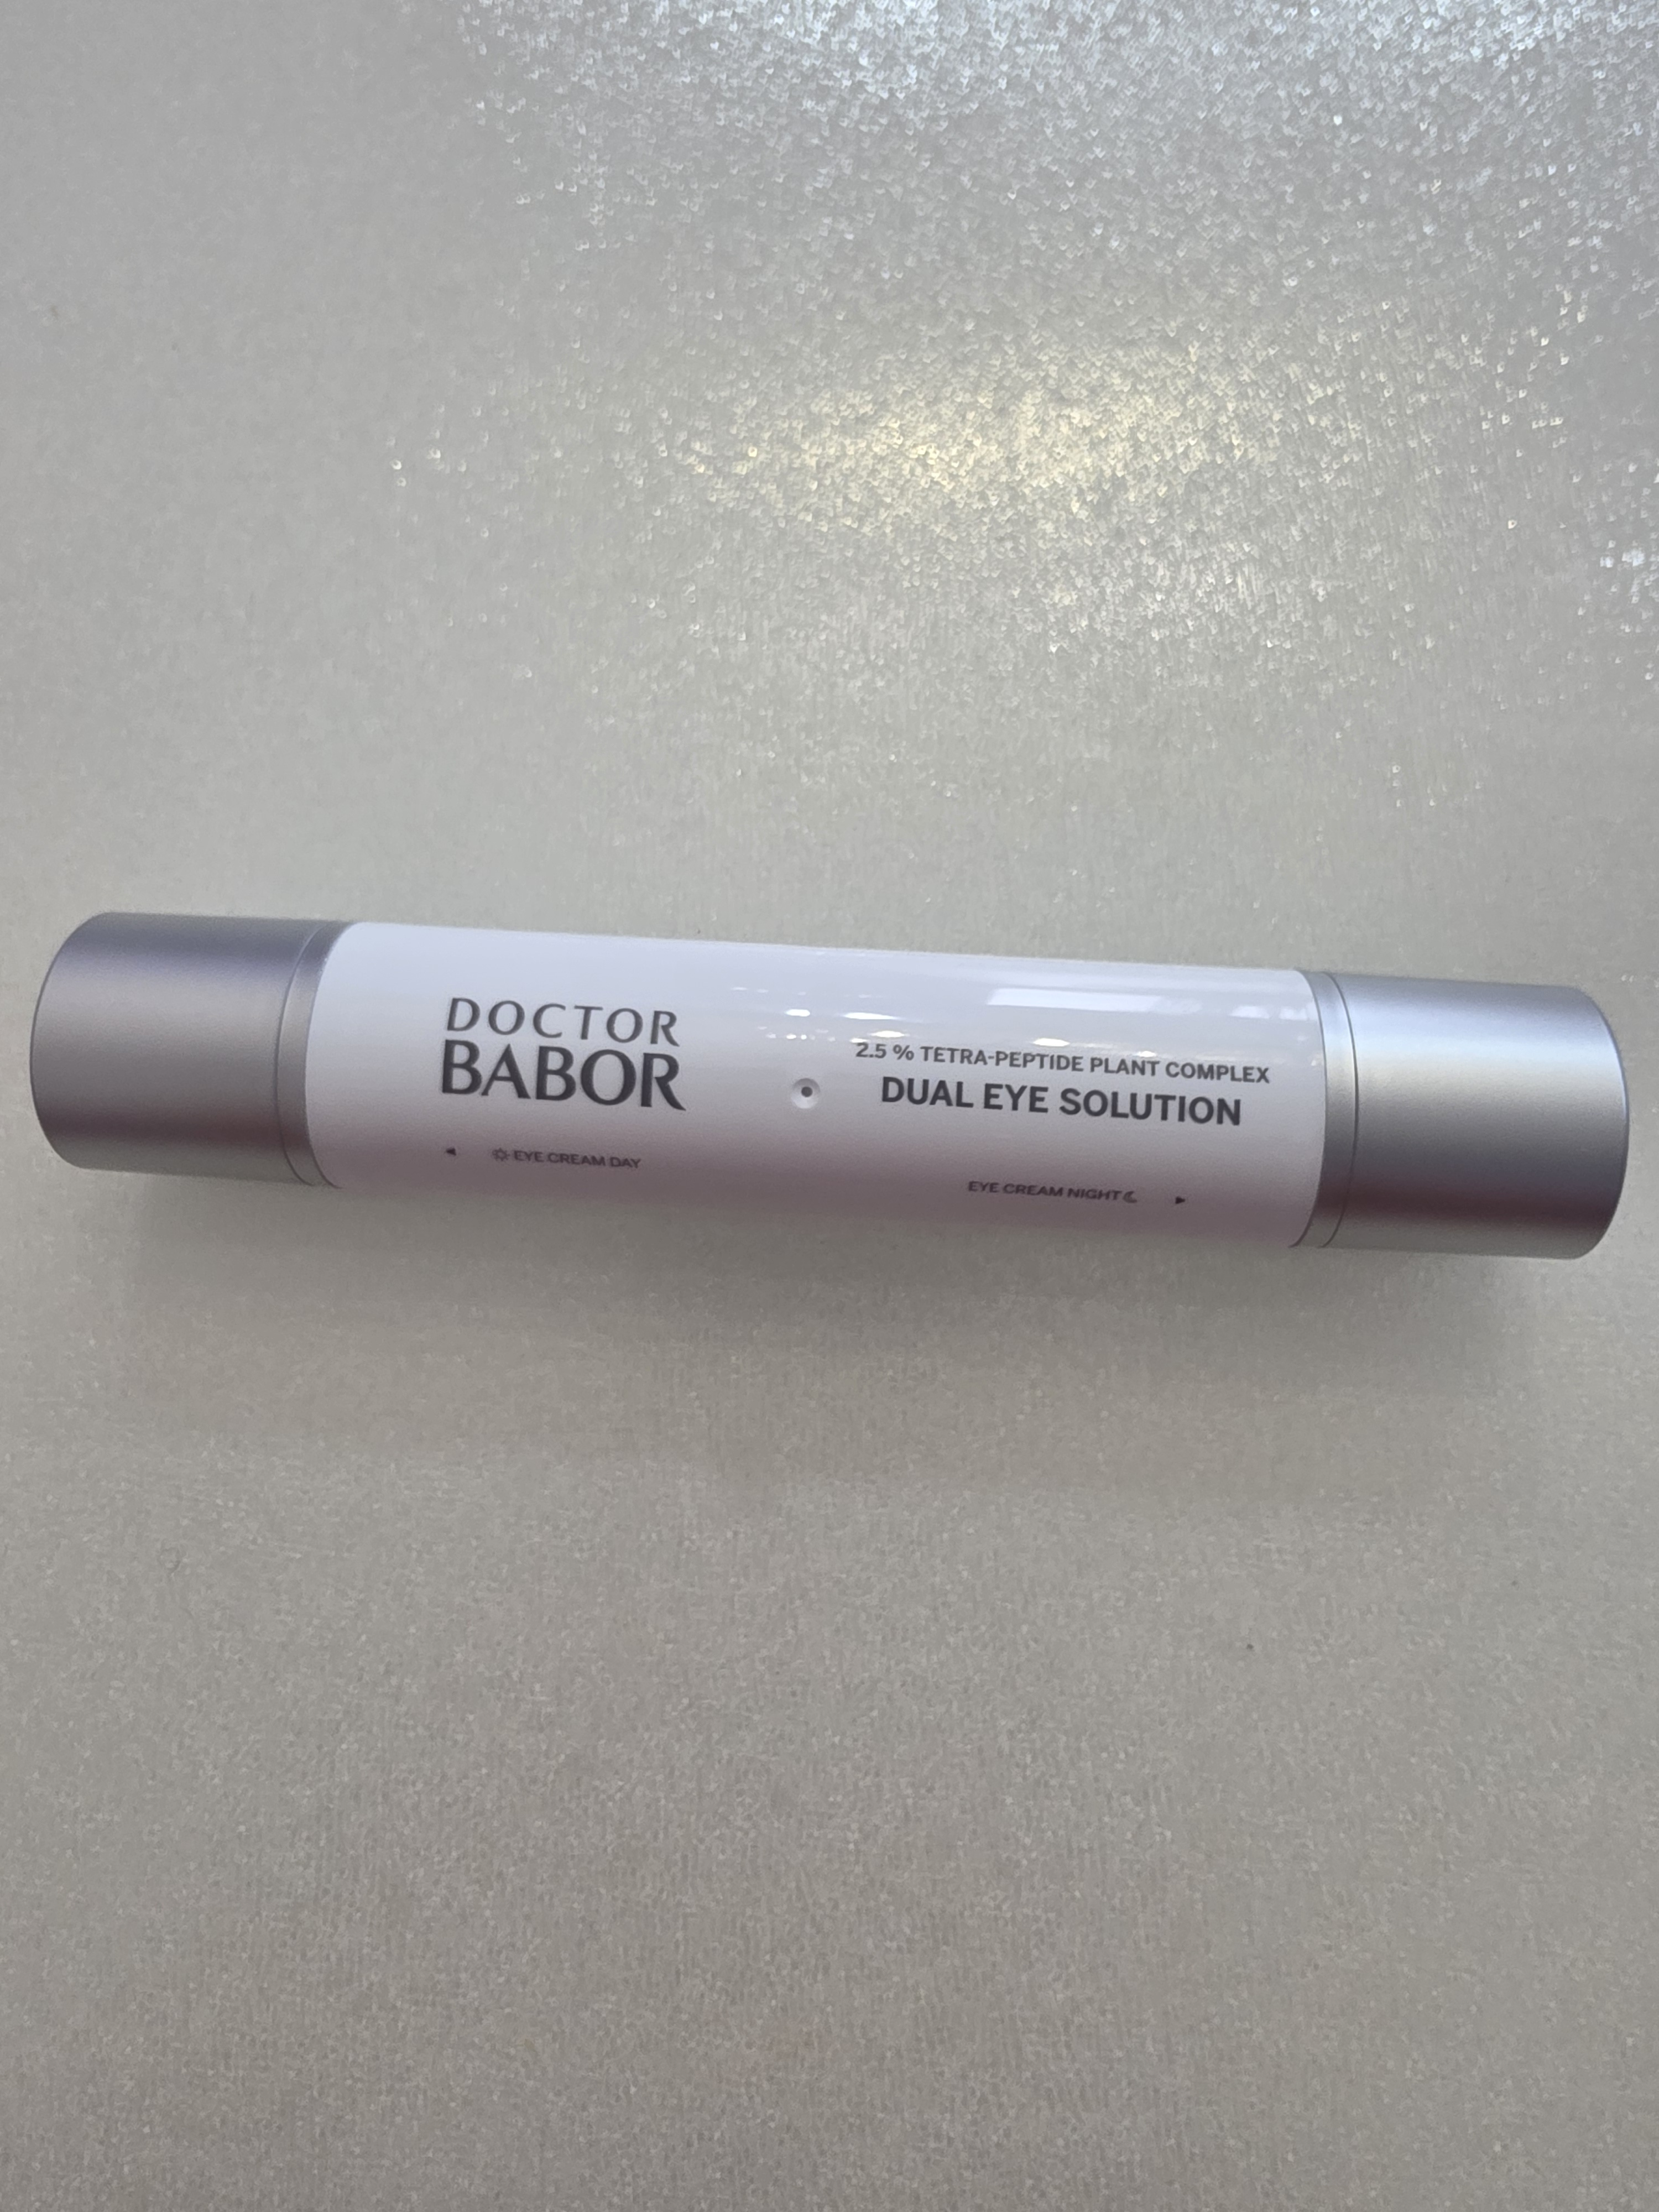 DOCTOR
BABOR
2.5 % TETRA-PEPTIDE PLANT COMPLEX
DUAL EYE SOLUTION
EYE CREAM DAY
EYE CREAM NIGHT